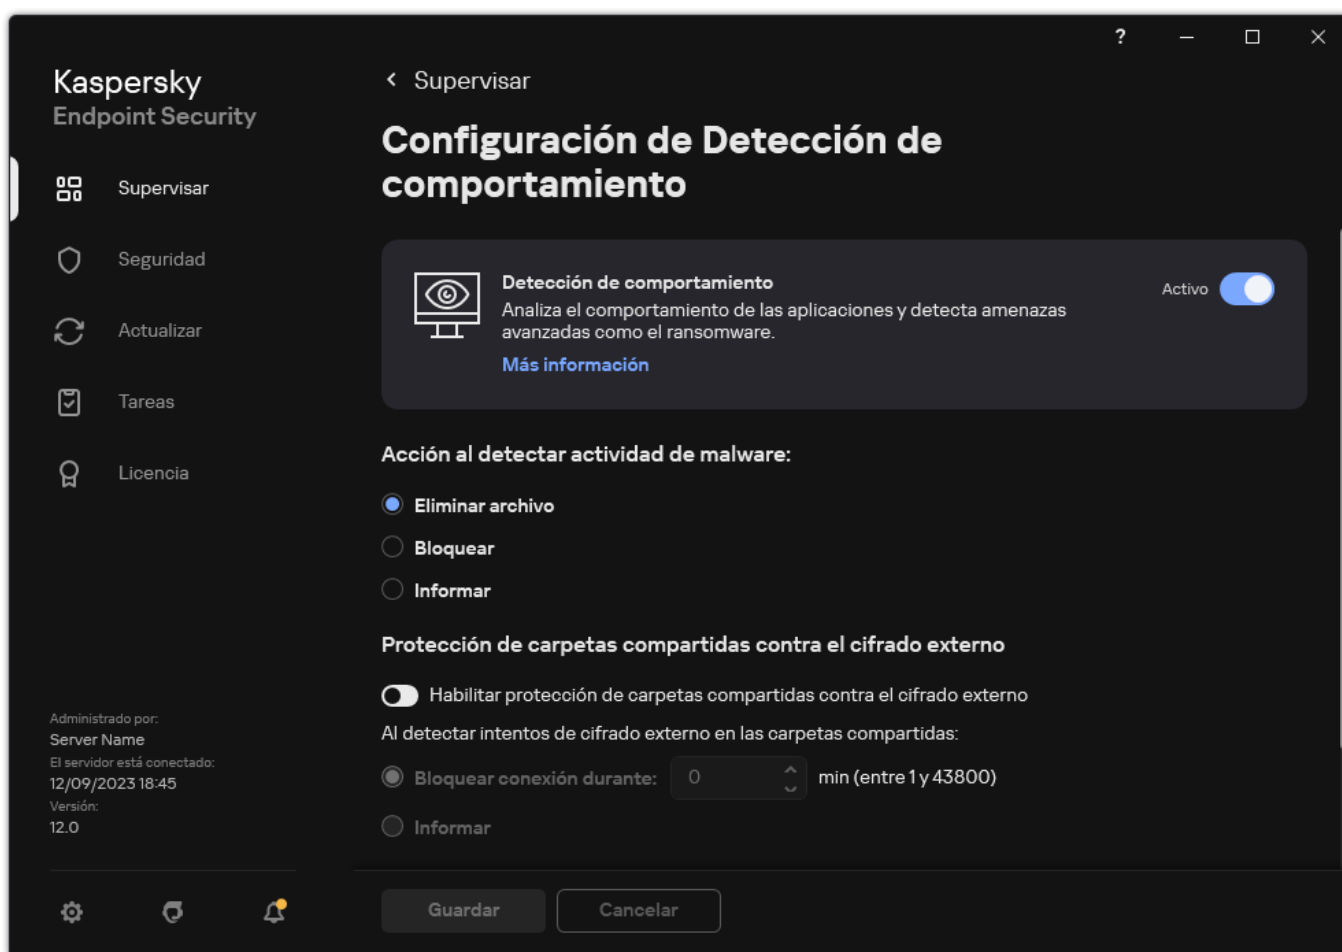 ?
Kaspersky
Endpoint Security
Supervisar
Seguridad
Actualizar
Tareas
Licencia
Administrado por:
Server Name
El servidor está conectado:
12/09/2023 18:45
Versión:
12.0
Supervisar
Configuración de Detección de
comportamiento
Detección de comportamiento
Analiza el comportamiento de las aplicaciones y detecta amenazas
avanzadas como el ransomware.
Más información
Activo
Acción al detectar actividad de malware:
Eliminar archivo
Bloquear
Informar
Protección de carpetas compartidas contra el cifrado externo
Habilitar protección de carpetas compartidas contra el cifrado externo
Al detectar intentos de cifrado externo en las carpetas compartidas:
Bloquear conexión durante: 0 min (entre 1 y 43800)
Informar
Guardar Cancelar